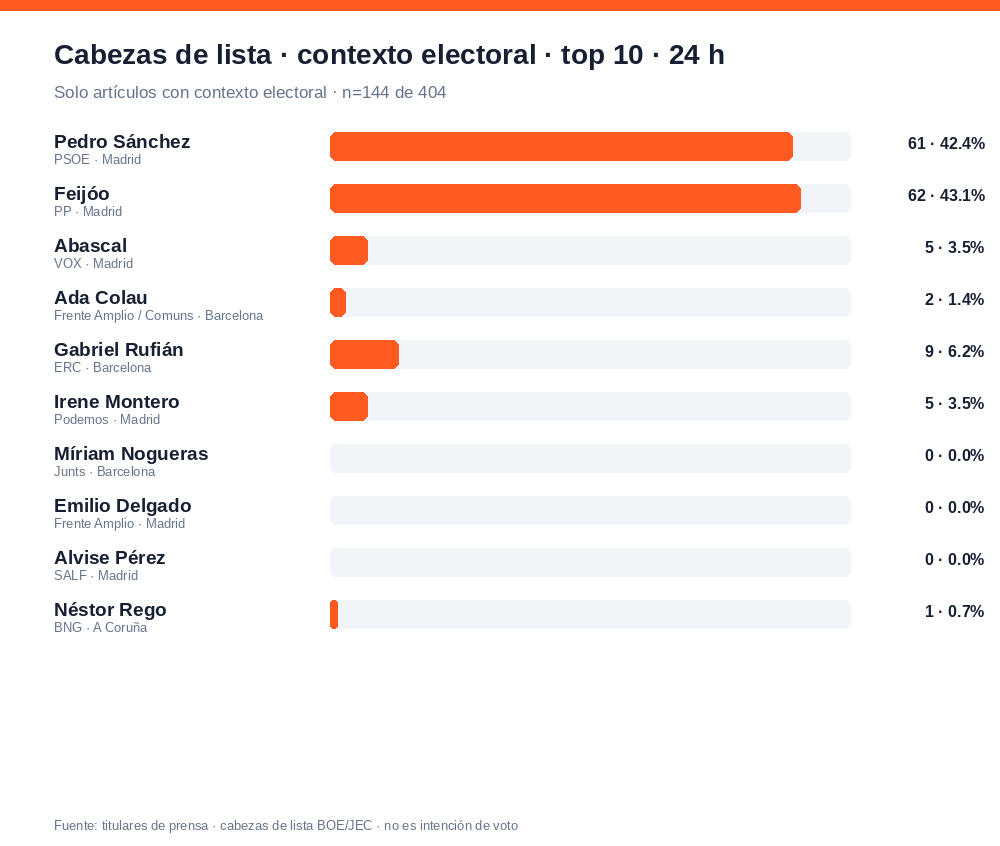 Cabezas de lista · contexto electoral · top 10 · 24 h
Solo artículos con contexto electoral · n=144 de 404
Pedro Sánchez
PSOE · Madrid
61 · 42.4%
Feijóo
PP · Madrid
62 · 43.1%
Abascal
VOX · Madrid
5 · 3.5%
Ada Colau
Frente Amplio / Comuns · Barcelona
2 · 1.4%
Gabriel Rufián
ERC · Barcelona
9 · 6.2%
Irene Montero
Podemos · Madrid
5 · 3.5%
Míriam Nogueras
Junts · Barcelona
0 · 0.0%
Emilio Delgado
Frente Amplio · Madrid
0 · 0.0%
Alvise Pérez
SALF · Madrid
0 · 0.0%
Néstor Rego
BNG · A Coruña
1 · 0.7%
Fuente: titulares de prensa · cabezas de lista BOE/JEC · no es intención de voto